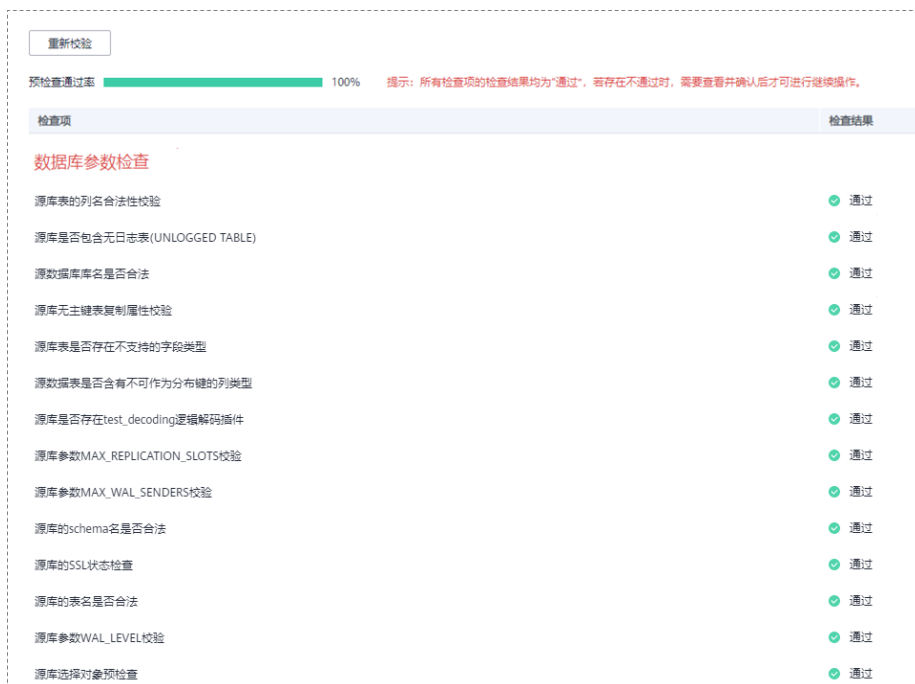 重新校验
预检查通过率 100% 提示：所有检查项的检查结果均为"通过"，若存在不通过时，需要查看并确认后才可进行继续操作。
检查项 检查结果
数据库参数检查
源库表的列名合法性校验 通过
源库是否包含无日志表(UNLOGGED TABLE) 通过
源数据库库名是否合法 通过
源库无主键表复制属性校验 通过
源库表是否存在不支持的字段类型 通过
源数据表是否含有不可作为分布键的列类型 通过
源库是否存在test_decoding逻辑解码插件 通过
源库参数MAX_REPLICATION_SLOTS校验 通过
源库参数MAX_WAL_SENDERS校验 通过
源库的schema名是否合法 通过
源库的SSL状态检查 通过
源库的表名是否合法 通过
源库参数WAL_LEVEL校验 通过
源库选择对象预检查 通过